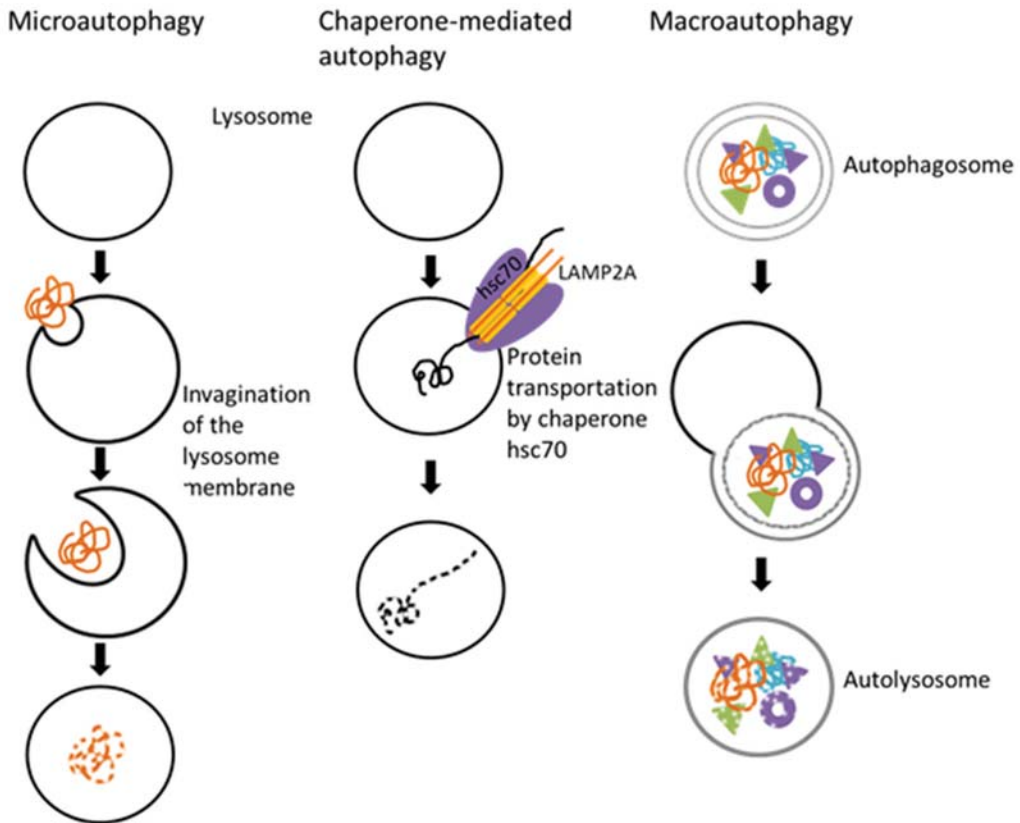 Microautophagy
Chaperone-mediated
autophagy
Macroautophagy
Lysosome
Autophagosome
hsc70
LAMP2A
Protein
transportation
by chaperone
hsc70
Invagination
of the
lysosome
membrane
Autolysosome